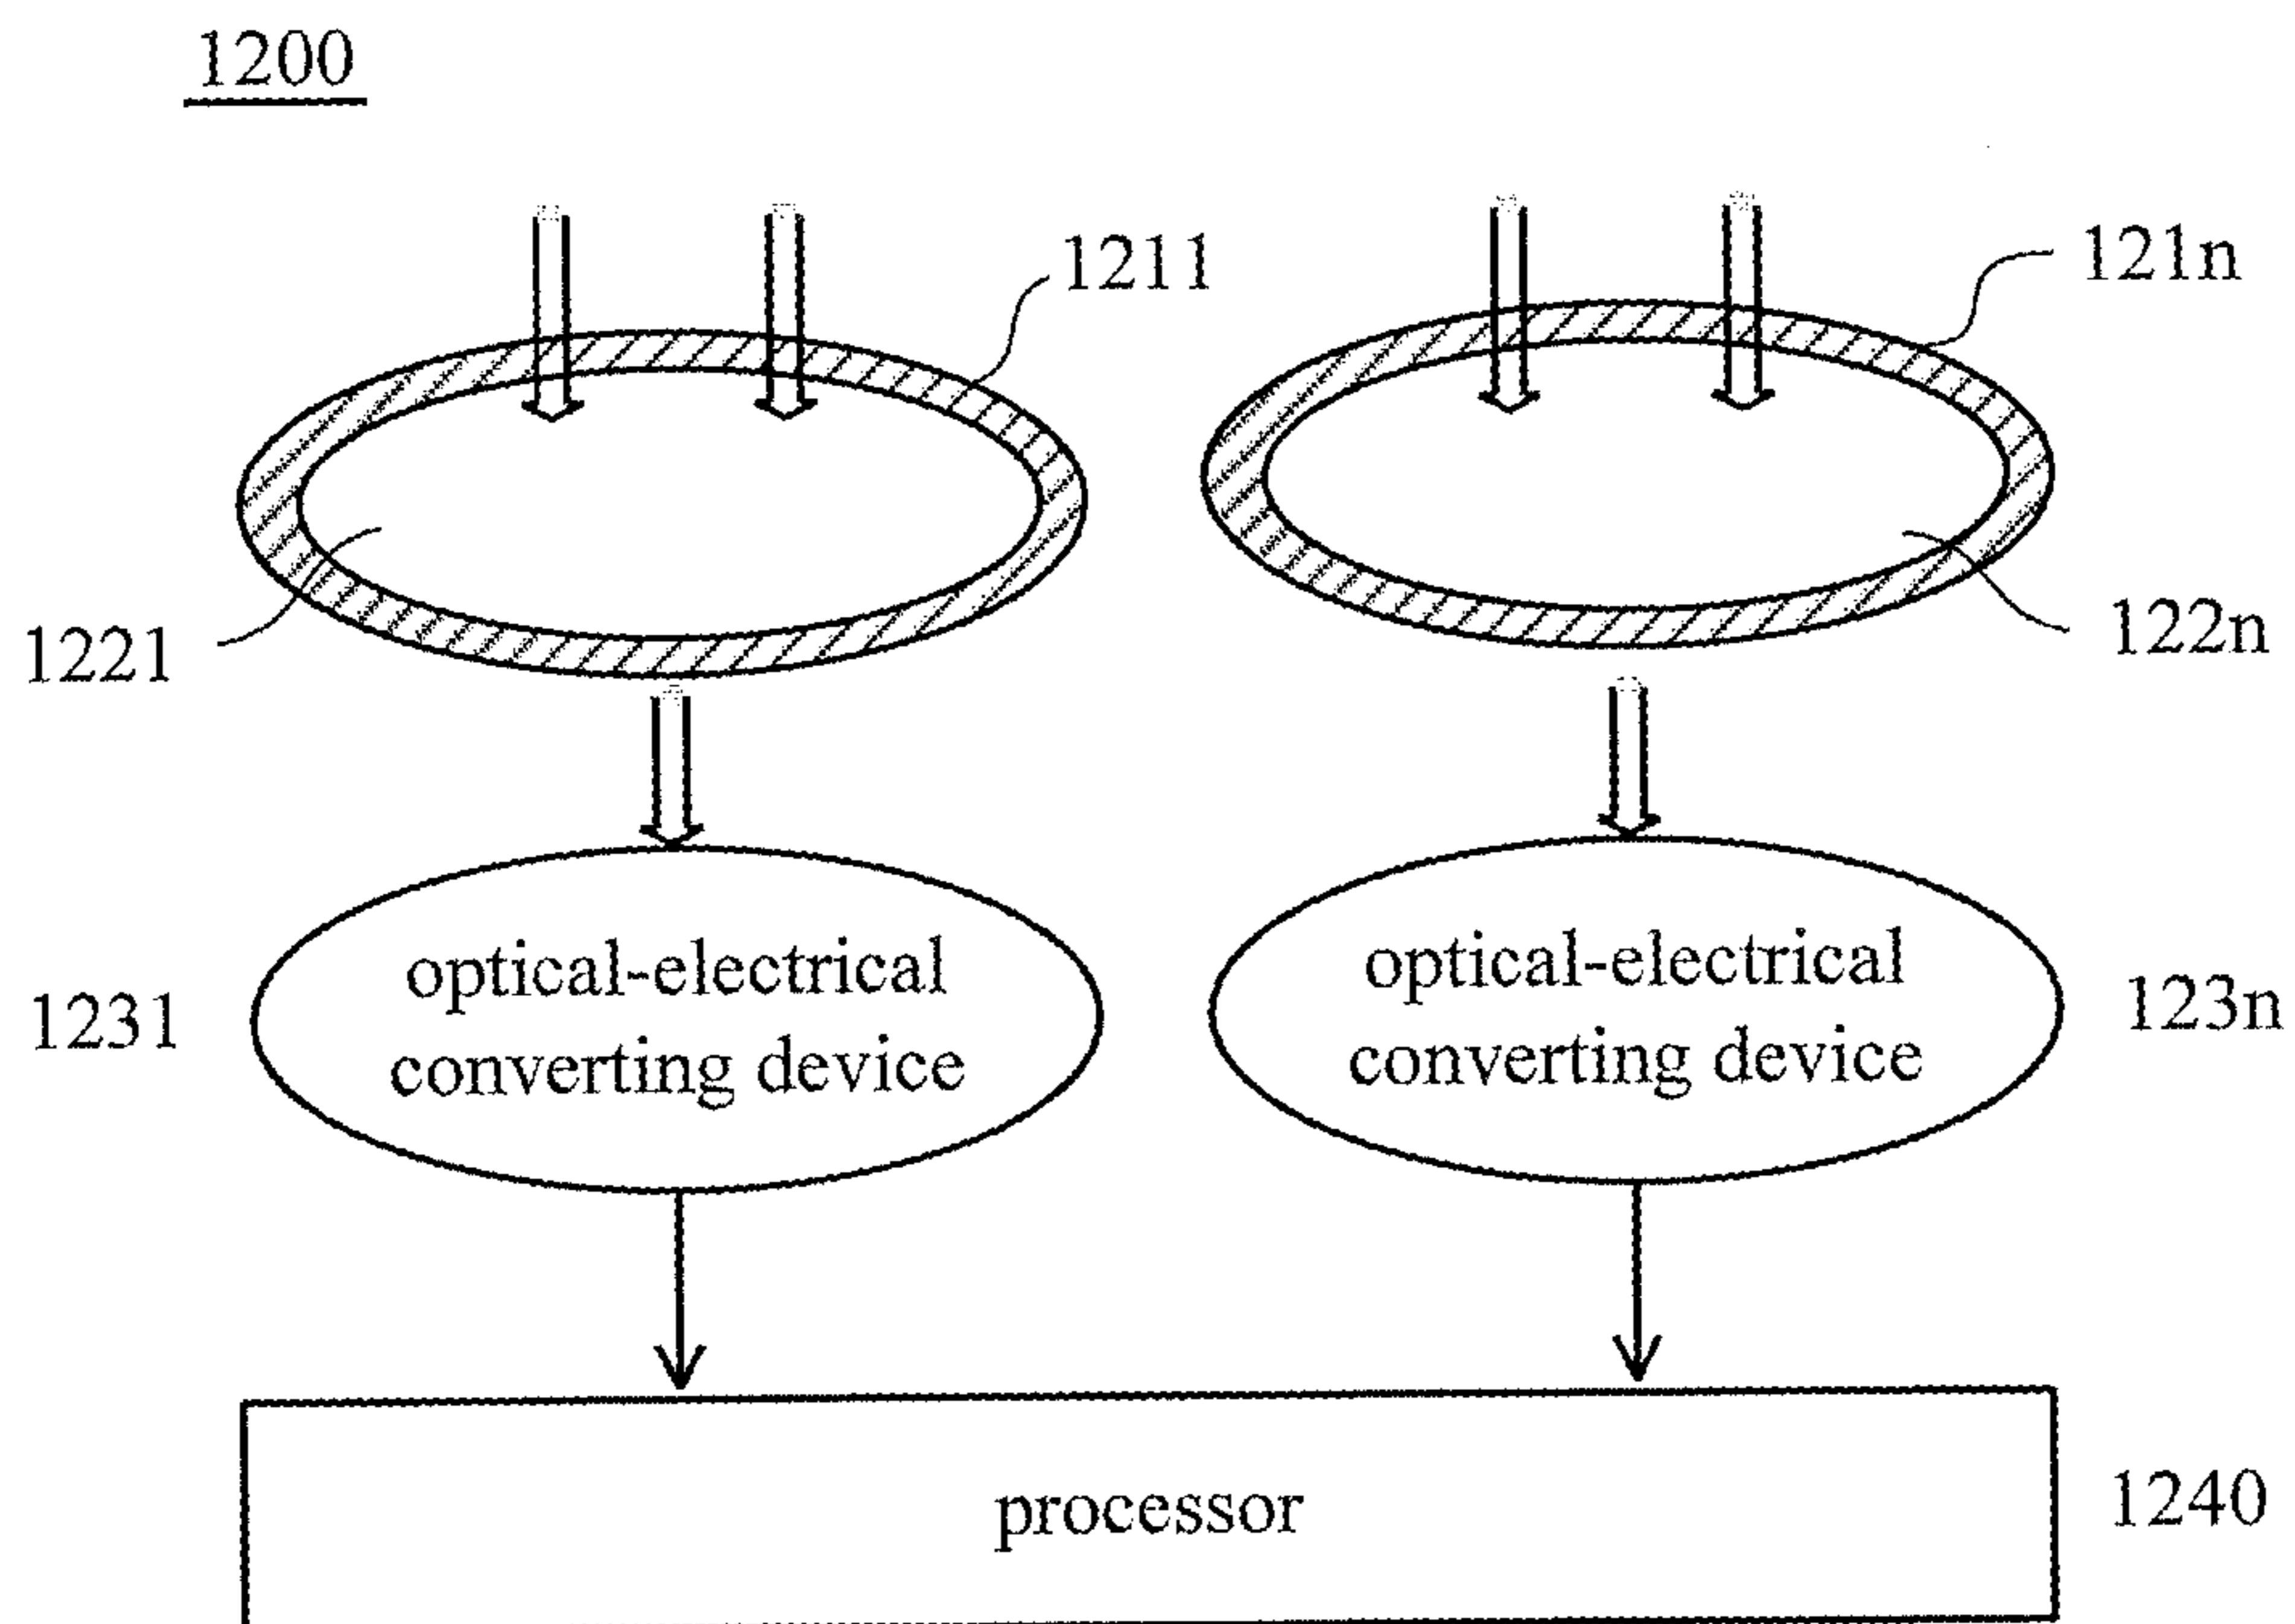 1200
1211
121n
1221
122n
optical-electrical
converting device
1231
optical-electrical
converting device
123n
processor
1240